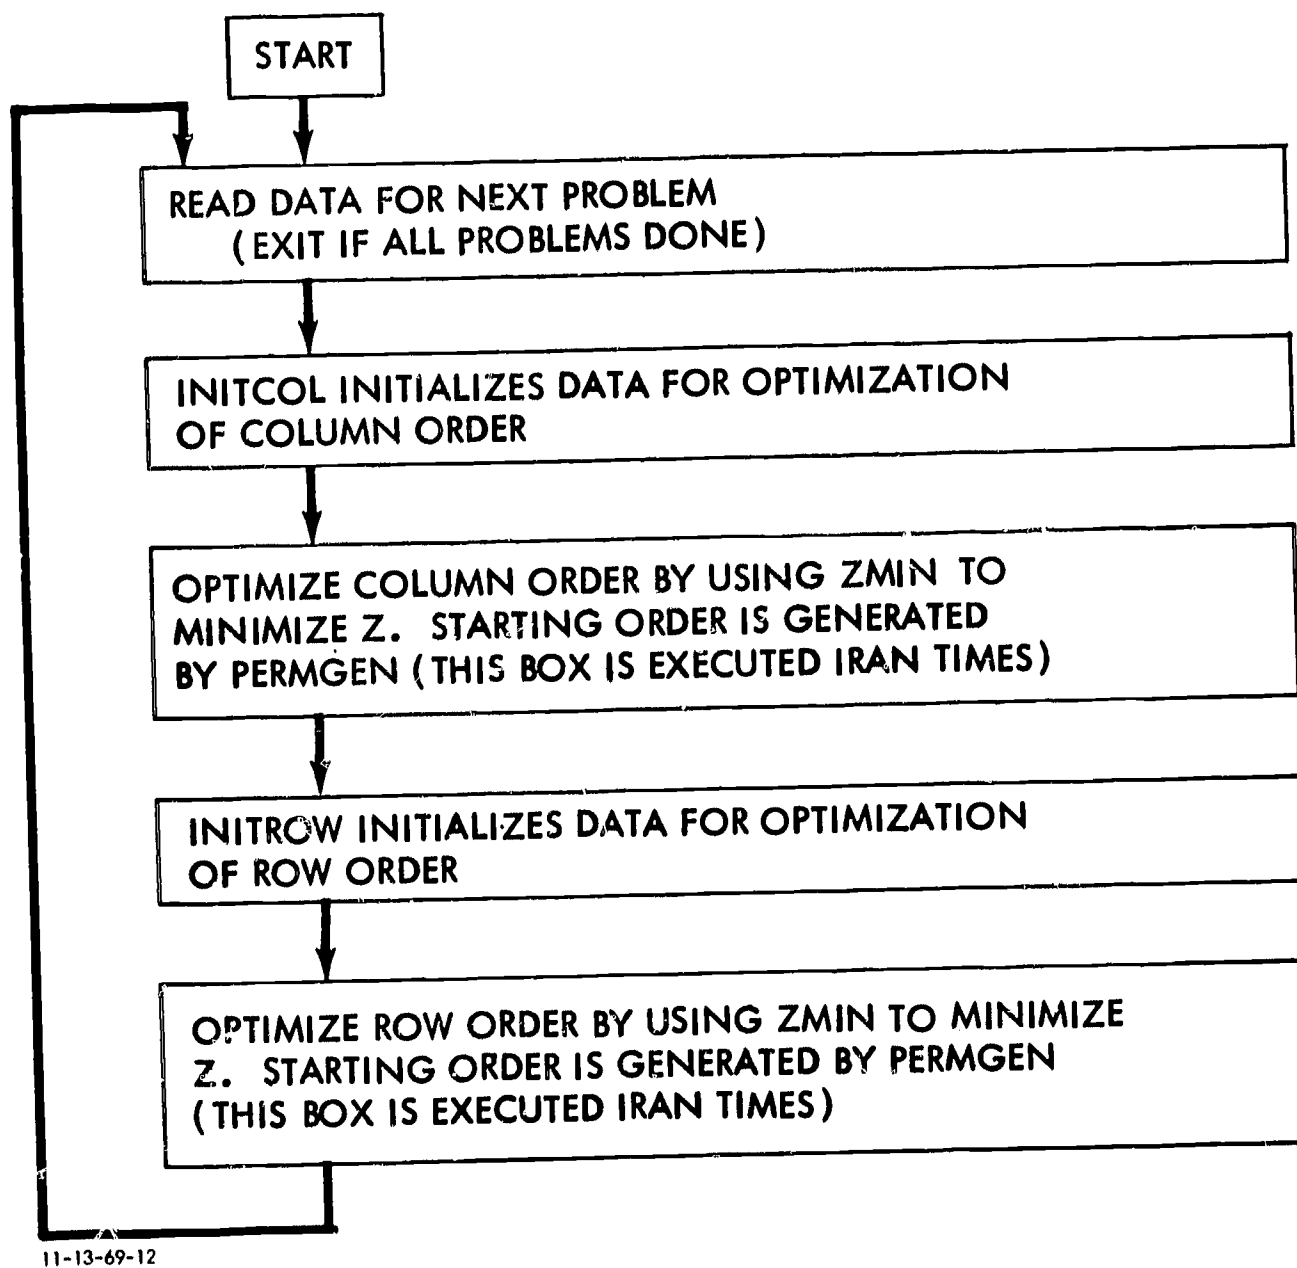 START
READ DATA FOR NEXT PROBLEM
(EXIT IF ALL PROBLEMS DONE)
INITCOL INITIALIZES DATA FOR OPTIMIZATION
OF COLUMN ORDER
OPTIMIZE COLUMN ORDER BY USING ZMIN TO
MINIMIZE Z. STARTING ORDER IS GENERATED
BY PERMGEN (THIS BOX IS EXECUTED IRAN TIMES)
INITROW INITIALIZES DATA FOR OPTIMIZATION
OF ROW ORDER
OPTIMIZE ROW ORDER BY USING ZMIN TO MINIMIZE
Z. STARTING ORDER IS GENERATED BY PERMGEN
(THIS BOX IS EXECUTED IRAN TIMES)
11-13-69-12